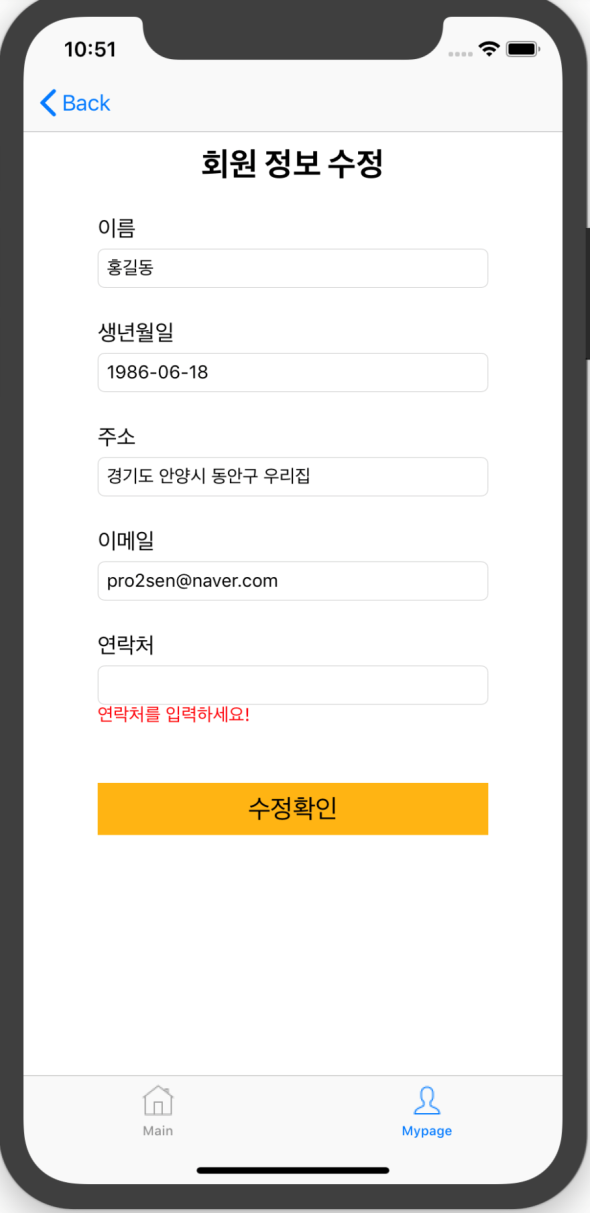 10:51
Back
회원 정보 수정
이름
홍길동
생년월일
1986-06-18
주소
경기도 안양시 동안구 우리집
이메일
pro2sen@naver.com
연락처
연락처를 입력하세요!
수정확인
Main
Mypage